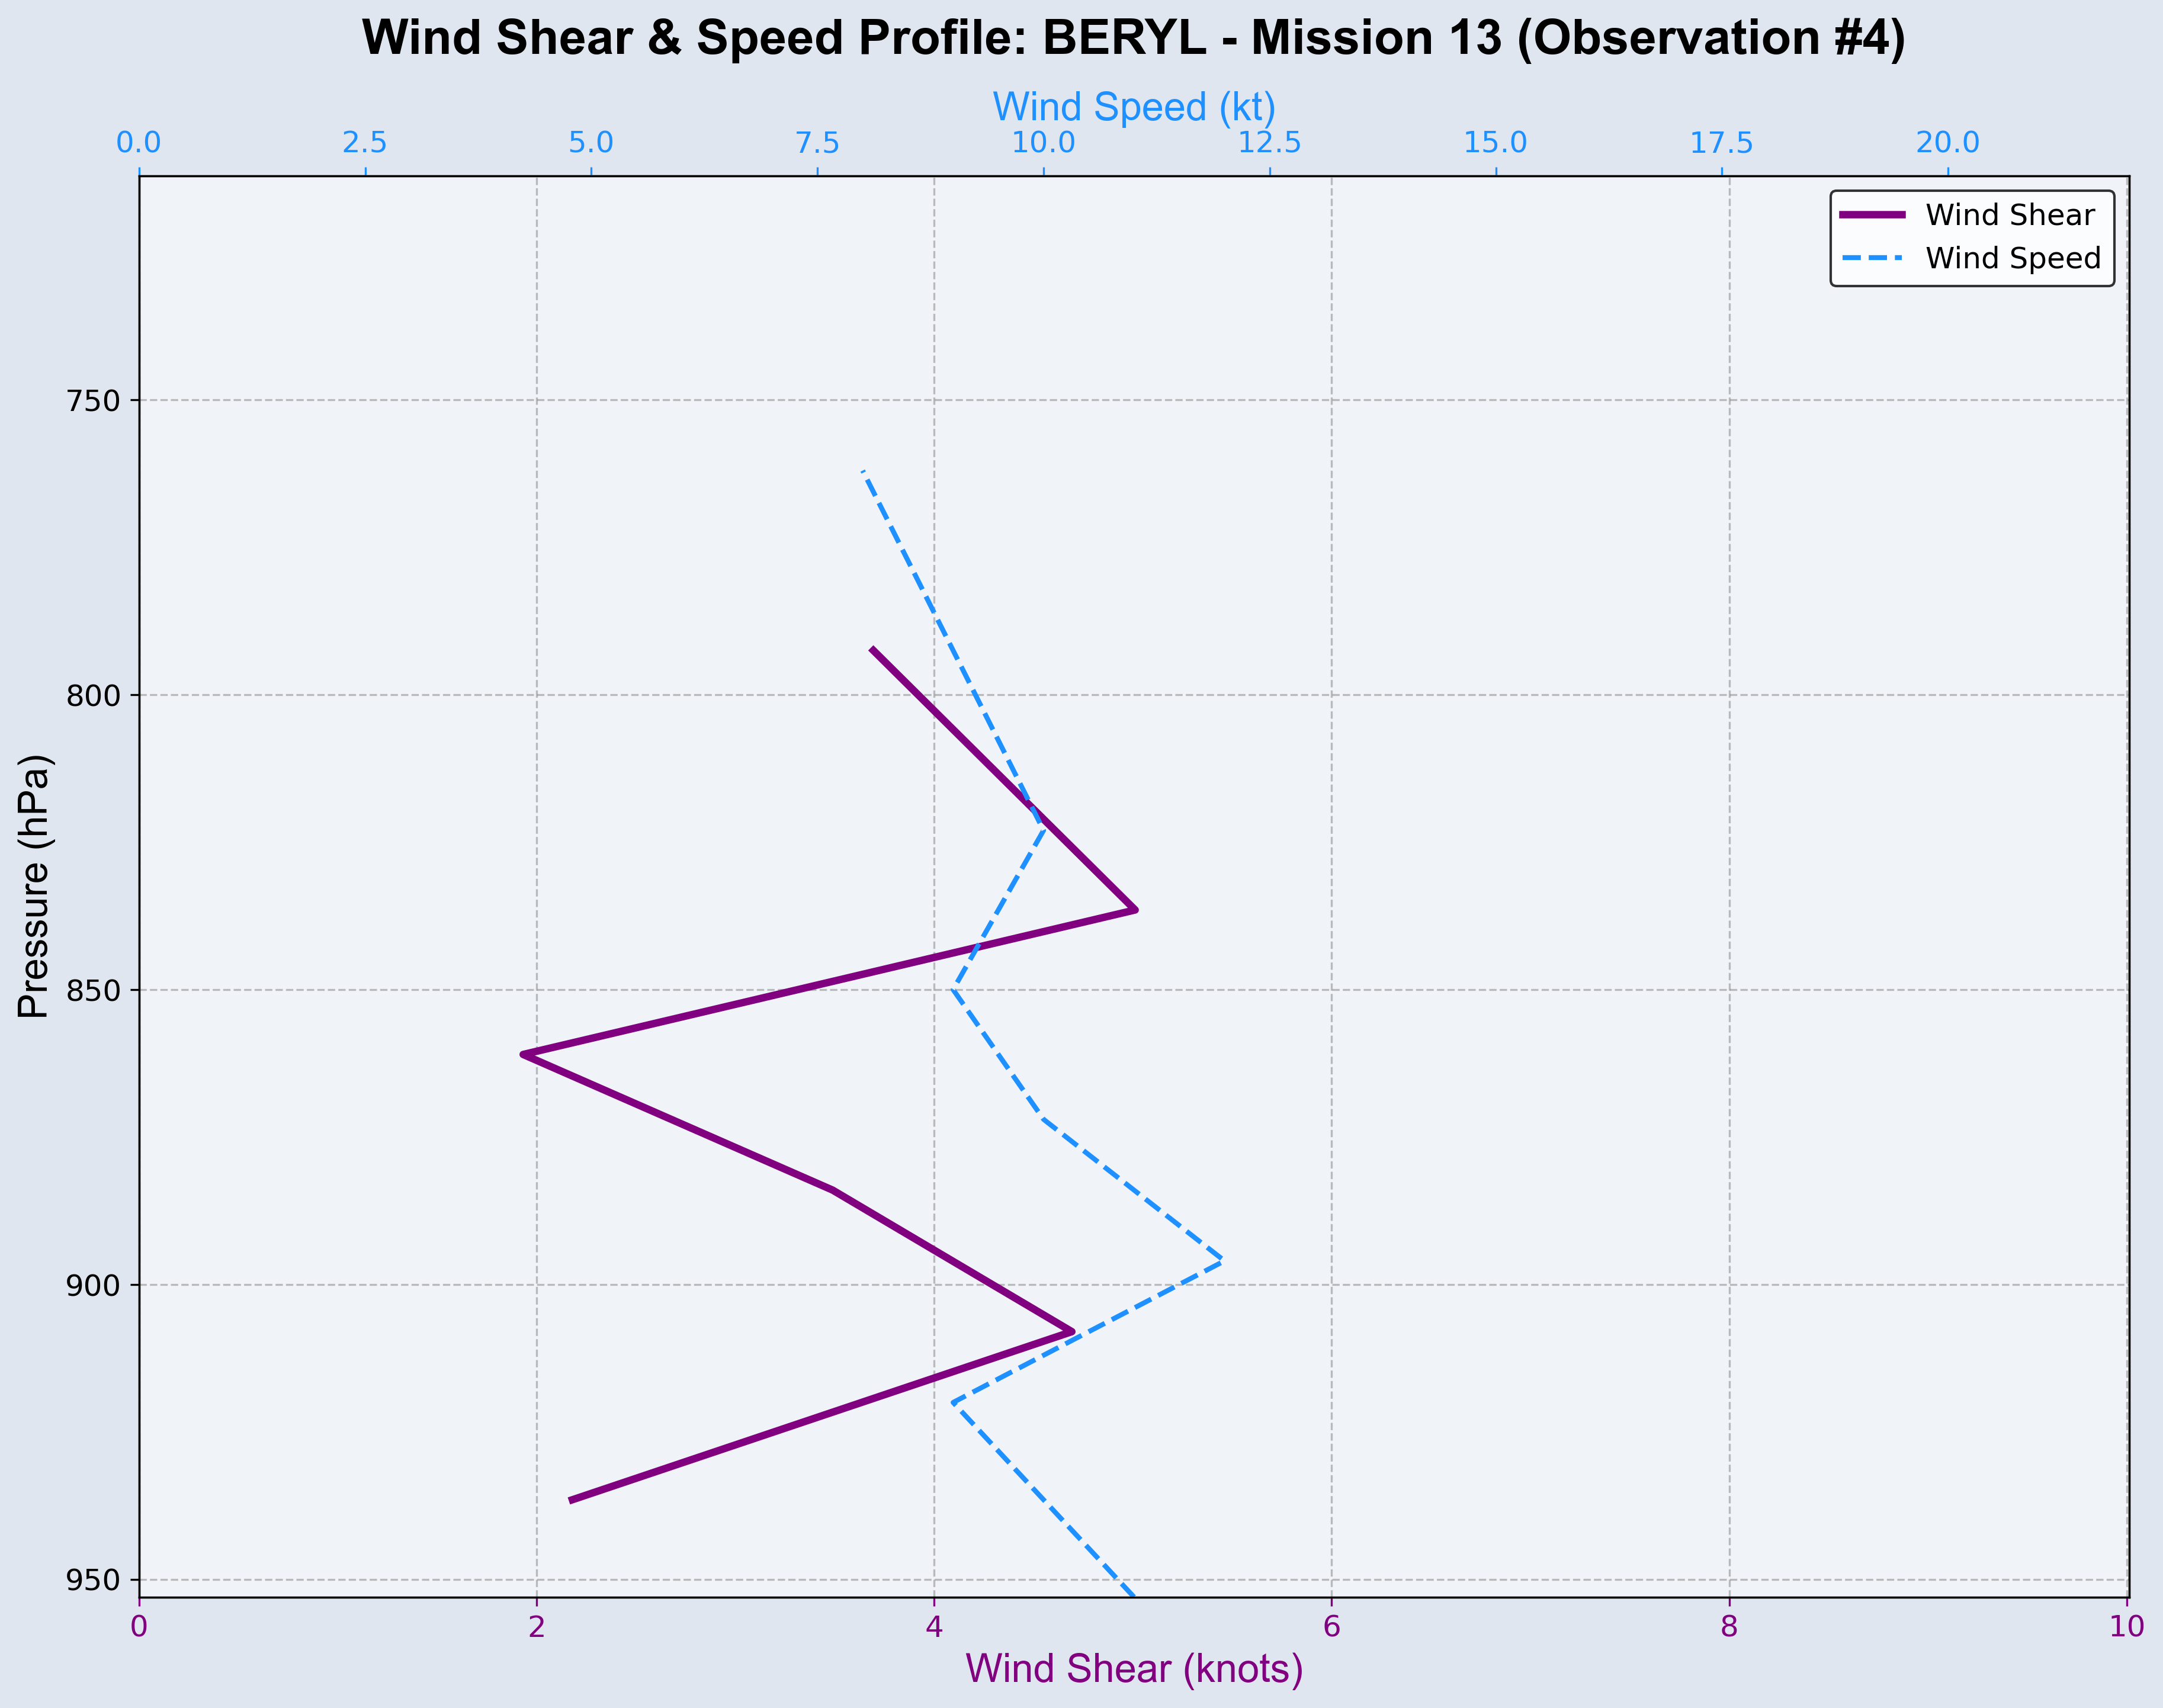 Wind Shear & Speed Profile: BERYL - Mission 13 (Observation #4)
Wind Speed (kt)
0.0 2.5 5.0 7.5 10.0 12.5 15.0 17.5 20.0
Wind Shear
Wind Speed
750
800
850
900
950
Pressure (hPa)
0 2 4 6 8 10
Wind Shear (knots)